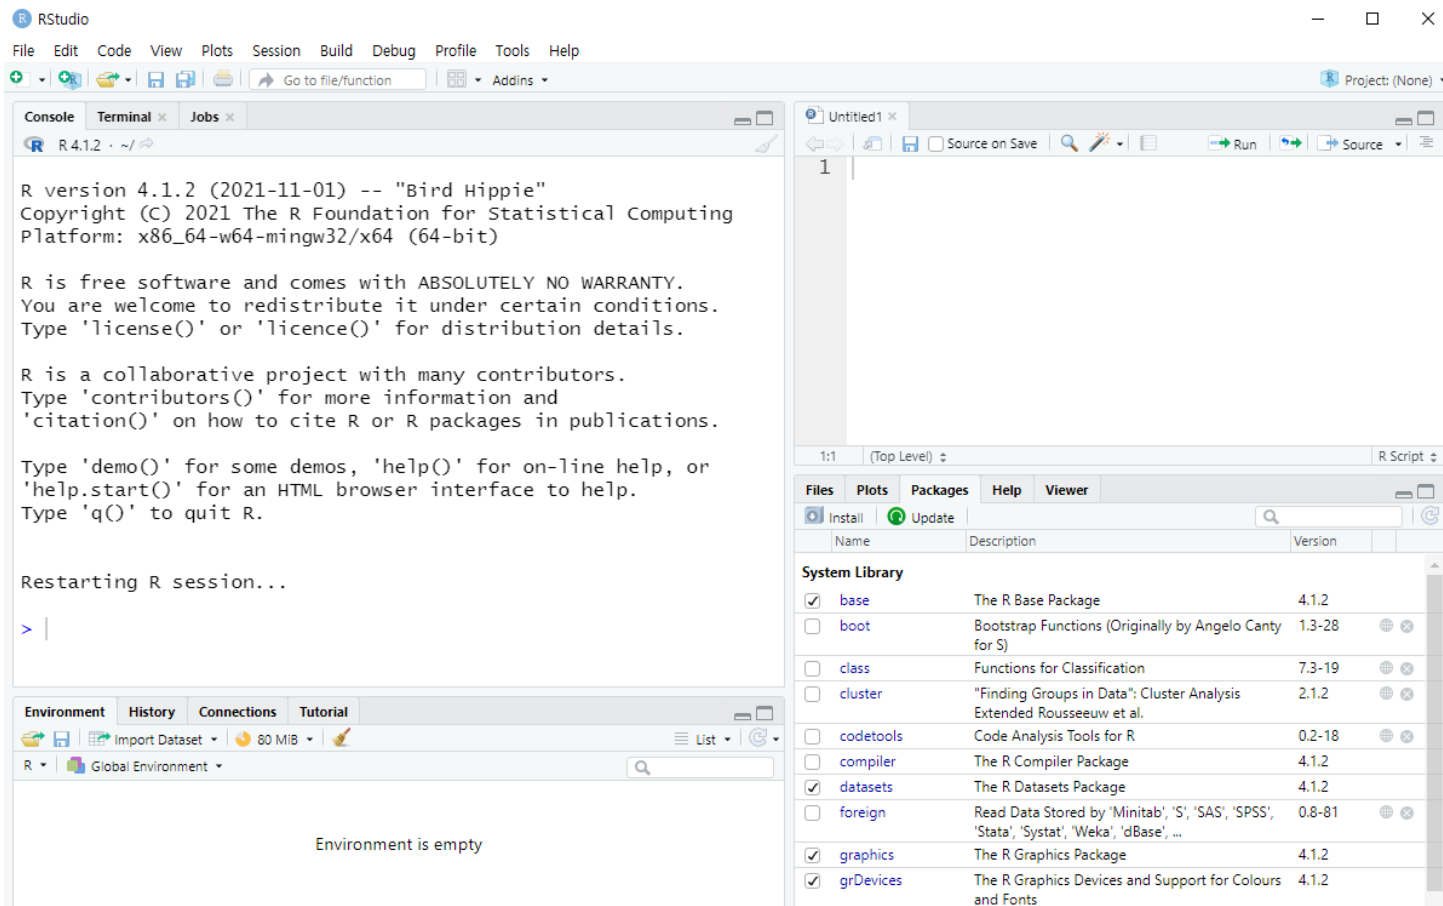 RStudio
File Edit Code View Plots Session Build Debug Profile Tools Help
Go to file/function Addins Project: (None)
Console Terminal Jobs
R 4.1.2 · ~/
R version 4.1.2 (2021-11-01) -- "Bird Hippie"
Copyright (C) 2021 The R Foundation for Statistical Computing
Platform: x86_64-w64-mingw32/x64 (64-bit)
R is free software and comes with ABSOLUTELY NO WARRANTY.
You are welcome to redistribute it under certain conditions.
Type 'license()' or 'licence()' for distribution details.
R is a collaborative project with many contributors.
Type 'contributors()' for more information and
'citation()' on how to cite R or R packages in publications.
Type 'demo()' for some demos, 'help()' for on-line help, or
'help.start()' for an HTML browser interface to help.
Type 'q()' to quit R.
Restarting R session...
>
Environment History Connections Tutorial
Import Dataset 80 MiB List
R Global Environment
Environment is empty
Untitled1
Source on Save Run Source
1
1:1 (Top Level) R Script
Files Plots Packages Help Viewer
Install Update
Name Description Version
System Library
base The R Base Package 4.1.2
boot Bootstrap Functions (Originally by Angelo Canty 1.3-28
for S)
class Functions for Classification 7.3-19
cluster "Finding Groups in Data": Cluster Analysis 2.1.2
Extended Rousseeuw et al.
codetools Code Analysis Tools for R 0.2-18
compiler The R Compiler Package 4.1.2
datasets The R Datasets Package 4.1.2
foreign Read Data Stored by 'Minitab', 'S', 'SAS', 'SPSS', 0.8-81
'Stata', 'Systat', 'Weka', 'dBase', ...
graphics The R Graphics Package 4.1.2
grDevices The R Graphics Devices and Support for Colours 4.1.2
and Fonts